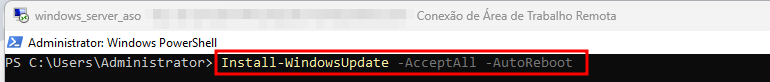 windows_server_aso Conexão de Área de Trabalho Remota
Administrator: Windows PowerShell
PS C:\Users\Administrator> Install-WindowsUpdate -AcceptAll -AutoReboot